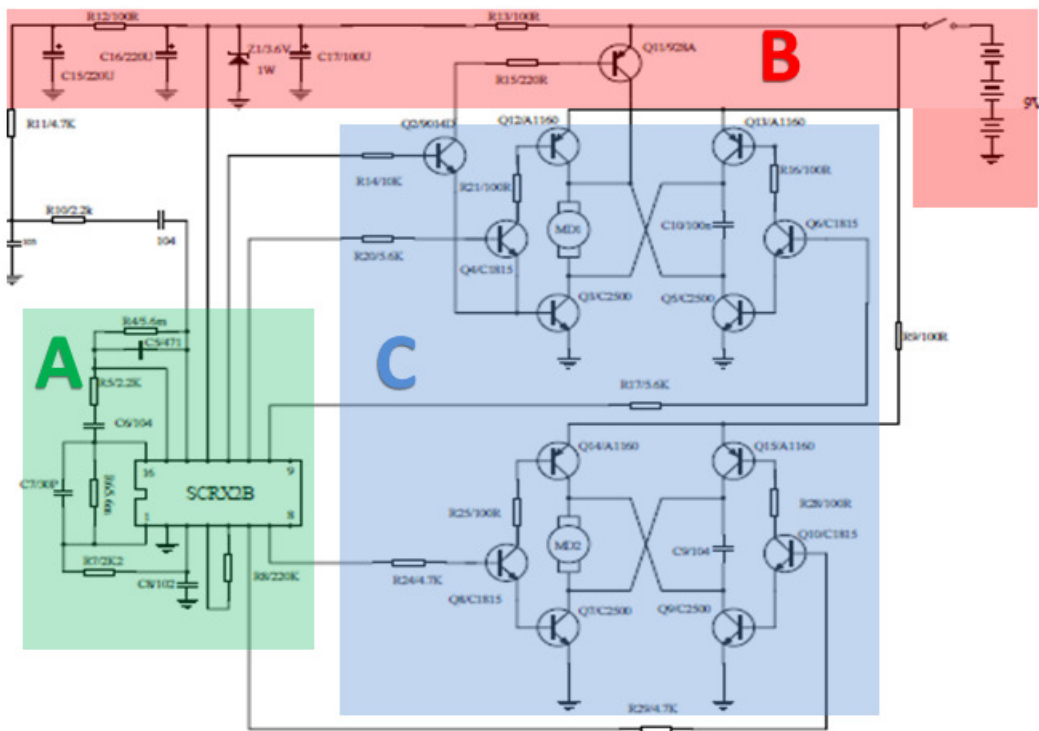 R12/100R
R13/100R
C16/220U
C15/220U
Z1/3.6V
1W
C17/100U
Q11/928A
B
R15/220R
9V
R11/4.7K
Q2/9014D
Q12/A1160
Q13/A1160
R14/10K
R21/100R
R16/100R
R10/2.2k
104
MD1
C10/100n
Q6/C1815
R20/5.6K
Q4/C1815
Q3/C2500
Q5/C2500
A
R4/5.6m
C5/471
C
R9/100R
R5/2.2K
R17/5.6K
C6/104
Q14/A1160
Q15/A1160
C7/30P
R6/5.6m
16
9
SCRX2B
1
8
R25/100R
R28/100R
MD2
C9/104
Q10/C1815
R7/2K2
R8/220K
R24/4.7K
C8/102
Q8/C1815
Q7/C2500
Q9/C2500
R29/4.7K